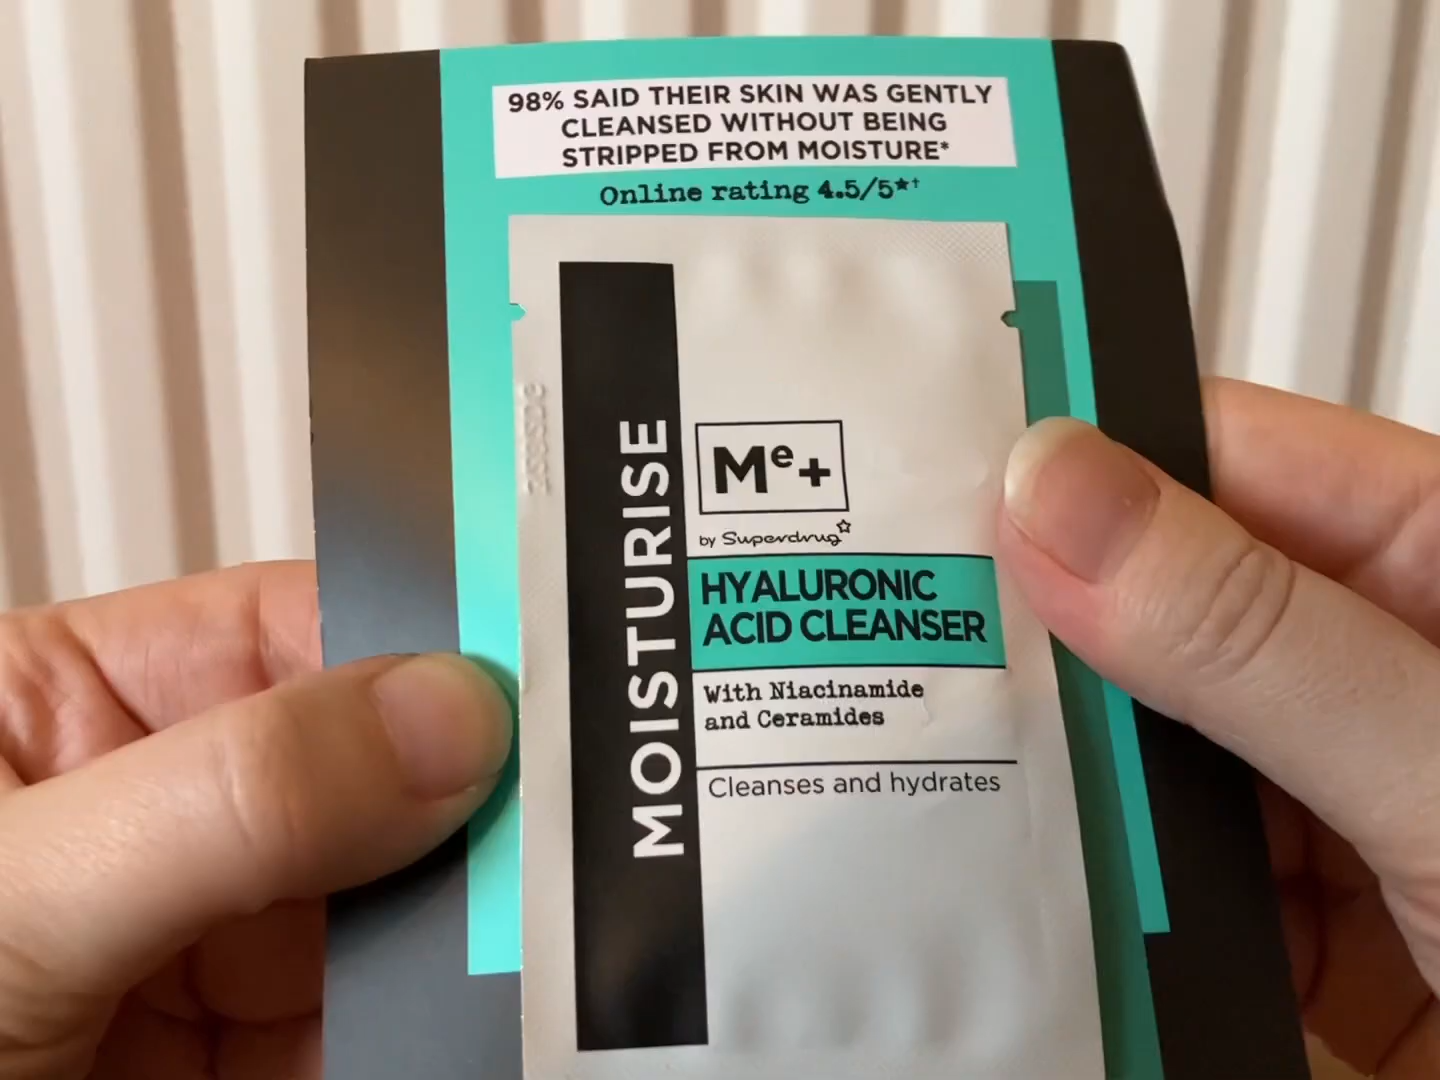 98% SAID THEIR SKIN WAS GENTLY
CLEANSED WITHOUT BEING
STRIPPED FROM MOISTURE*
Online rating 4.5/5★†
MOISTURISE
Me+
by Superdrug
HYALURONIC
ACID CLEANSER
With Niacinamide
and Ceramides
Cleanses and hydrates